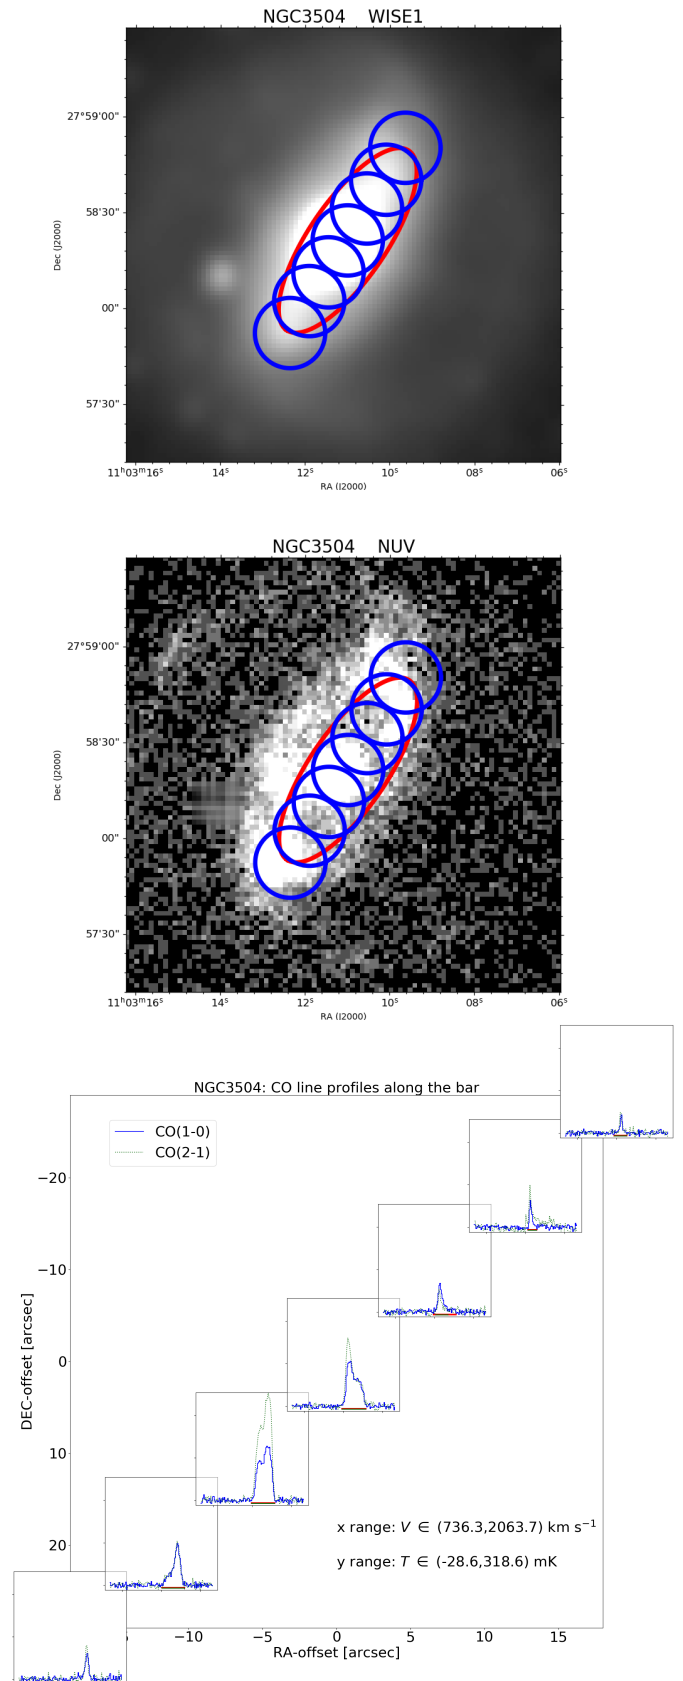 NGC3504 WISE1
27°59'00"
58'30"
00"
57'30"
Dec (J2000)
11ʰ03ᵐ16ˢ 14ˢ 12ˢ 10ˢ 08ˢ 06ˢ
RA (J2000)
NGC3504 NUV
27°59'00"
58'30"
00"
57'30"
Dec (J2000)
11ʰ03ᵐ16ˢ 14ˢ 12ˢ 10ˢ 08ˢ 06ˢ
RA (J2000)
NGC3504: CO line profiles along the bar
CO(1-0)
CO(2-1)
−20
−10
0
10
20
DEC-offset [arcsec]
x range: V ∈ (736.3,2063.7) km s⁻¹
y range: T ∈ (-28.6,318.6) mK
−10 −5 0 5 10 15
RA-offset [arcsec]